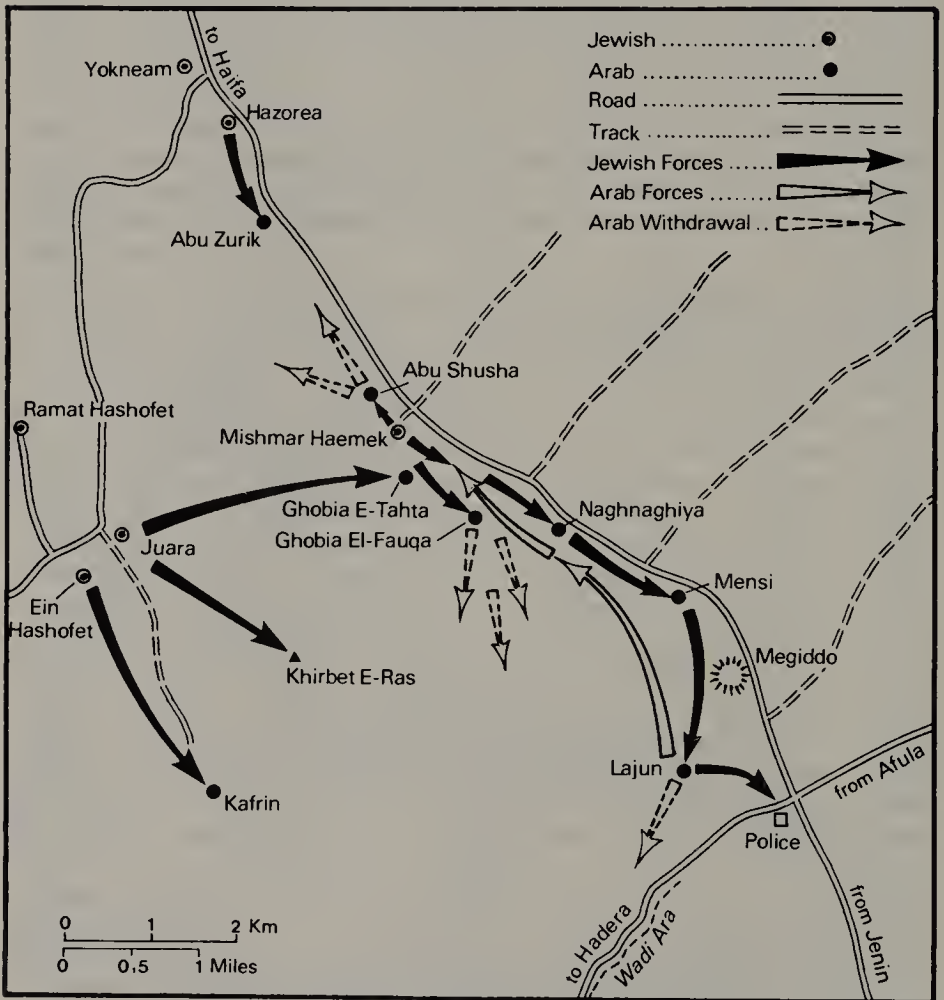 Jewish ........................
Arab ........................
Road ..................
Track ..................
Jewish Forces ......
Arab Forces ........
Arab Withdrawal ..
to Haifa
Yokneam
Hazorea
Abu Zurik
Abu Shusha
Ramat Hashofet
Mishmar Haemek
Ghobia E-Tahta
Ghobia El-Fauqa
Naghnaghiya
Juara
Mensi
Ein
Hashofet
Megiddo
Khirbet E-Ras
Lajun
from Afula
Kafrin
Police
from Jenin
to Hadera
Wadi Ara
0 1 2 Km
0 0,5 1 Miles